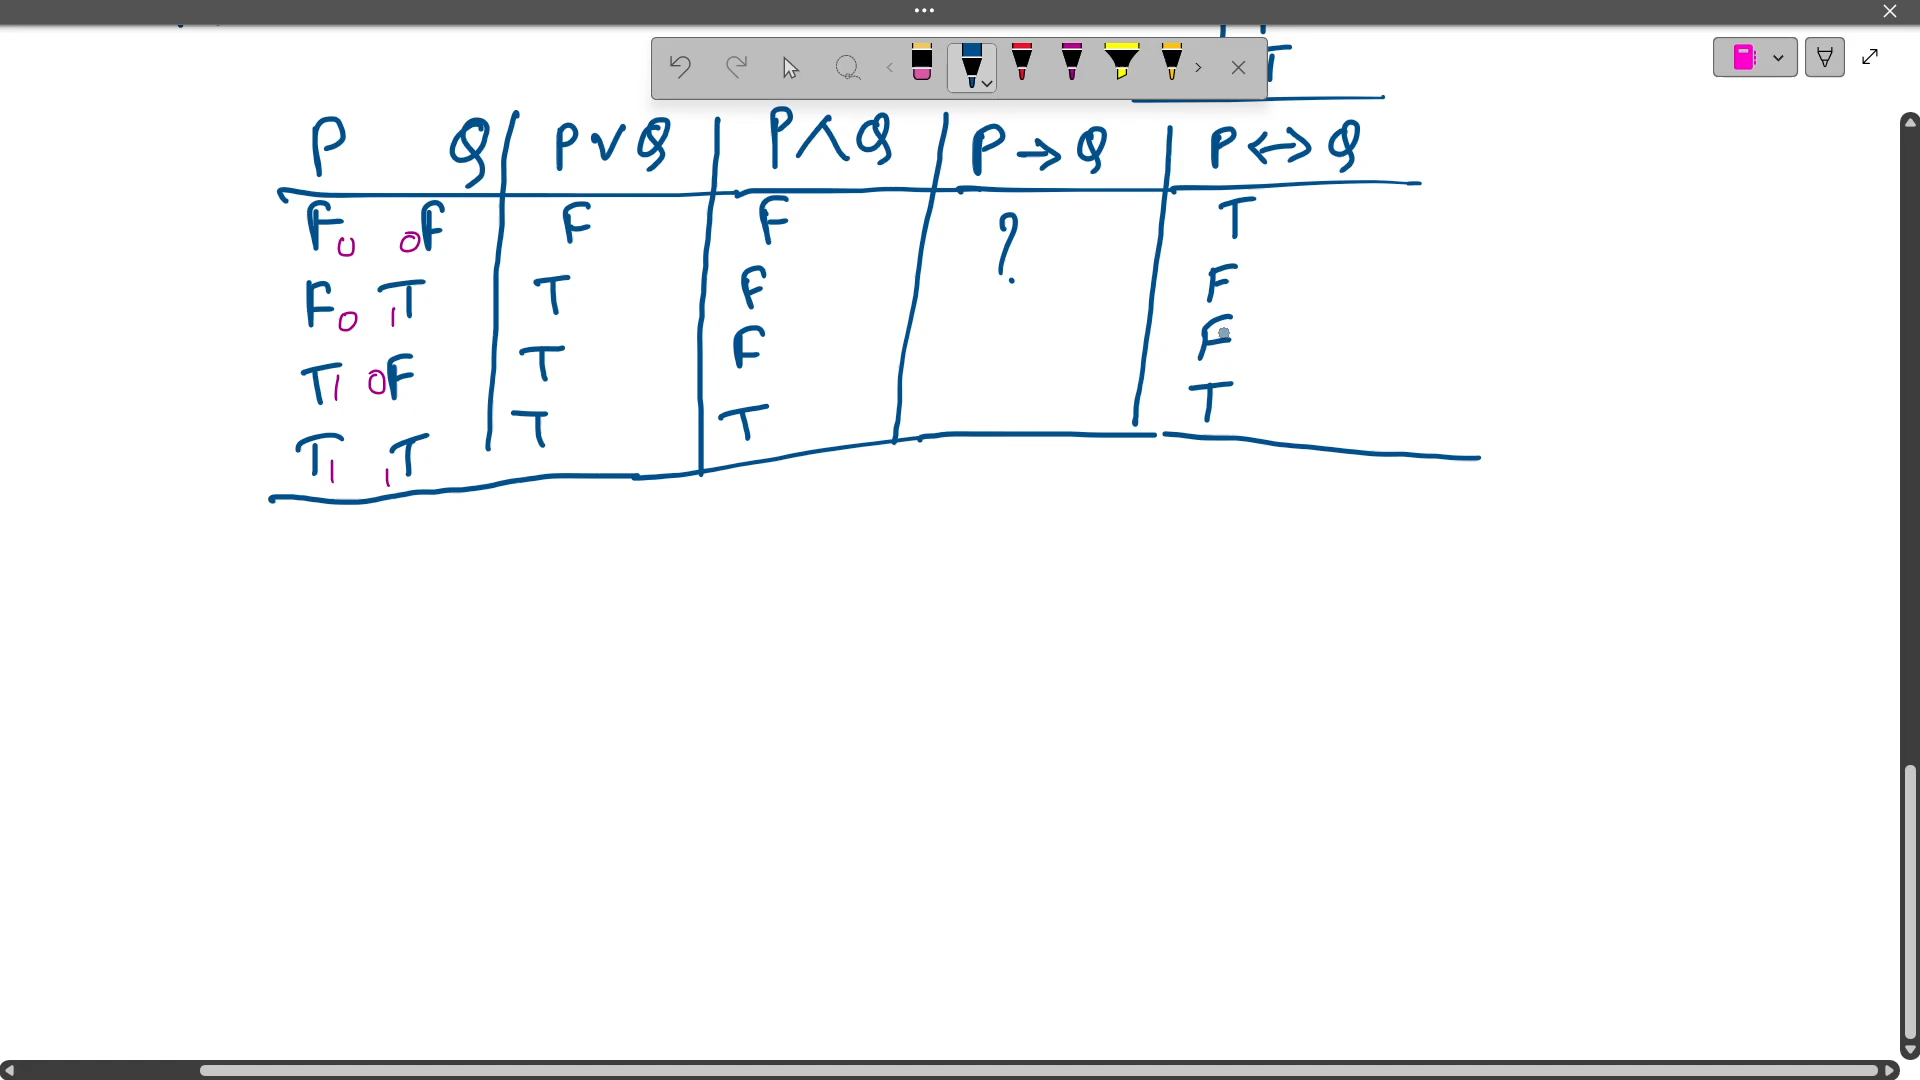 P Q P∨Q P∧Q P→Q P↔Q
F 0 0 F F F ? T
F 0 1 T T F F
T 1 0 F T F F
T 1 1 T T T T